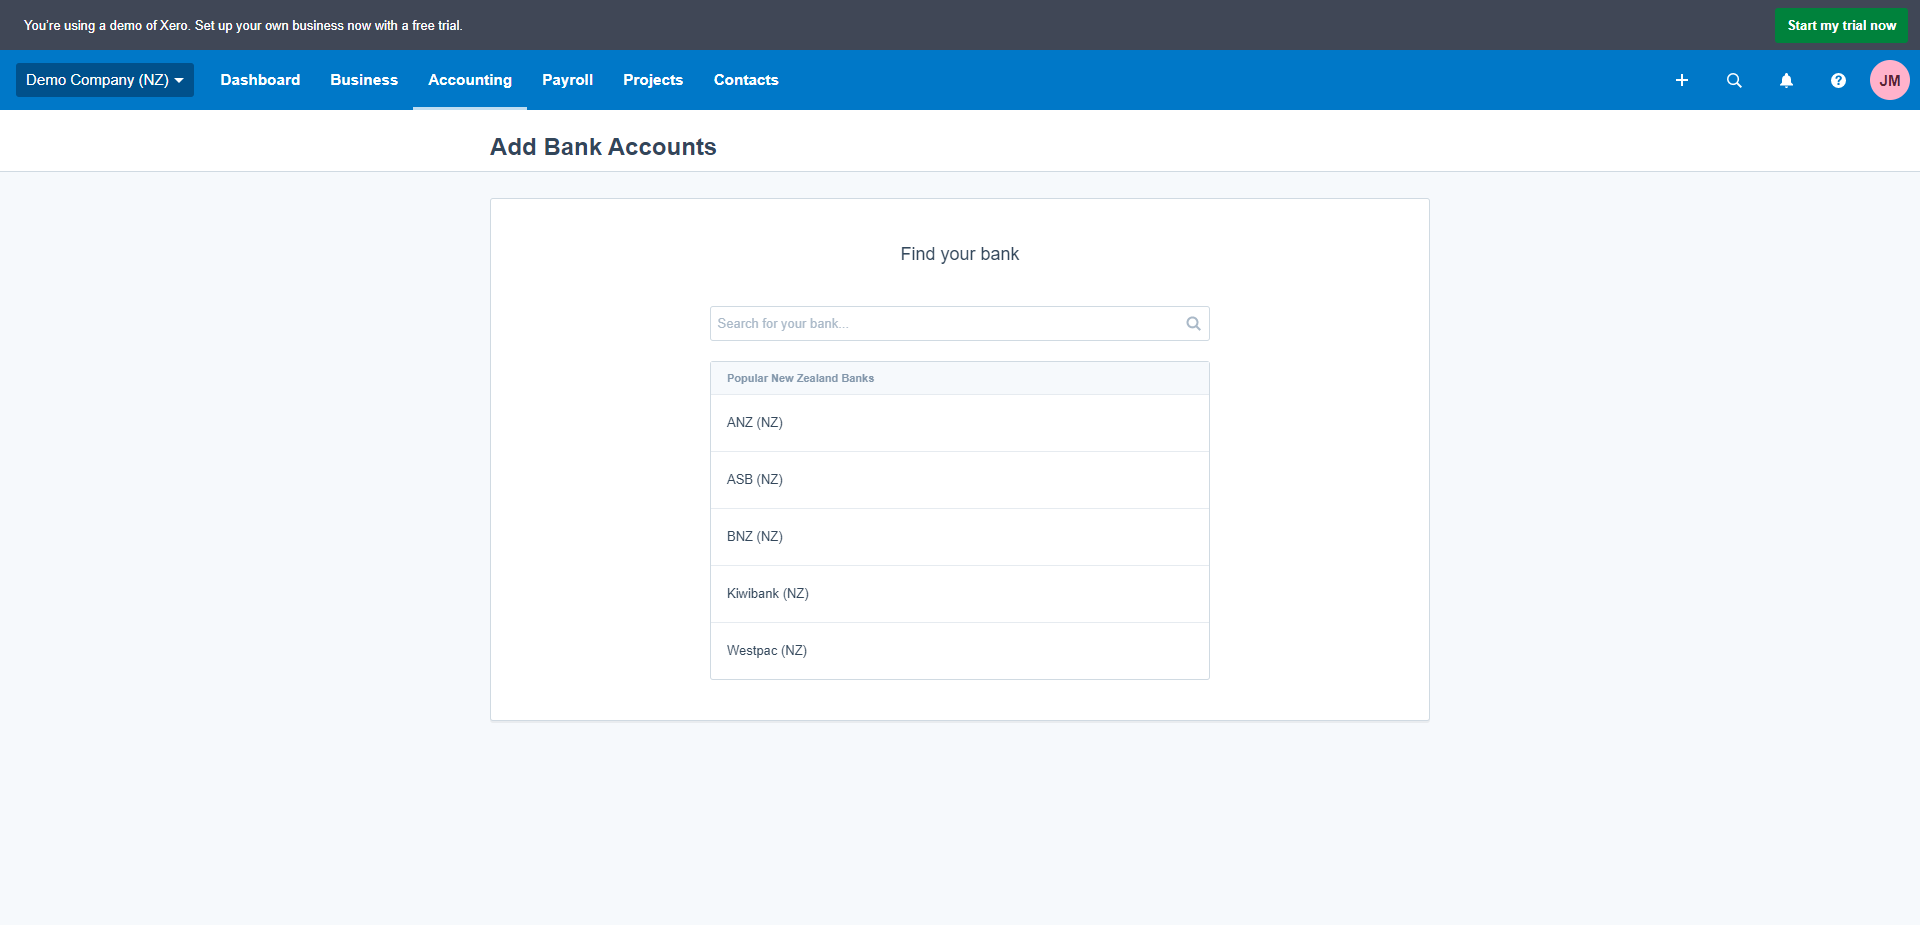 You're using a demo of Xero. Set up your own business now with a free trial.
Start my trial now
Demo Company (NZ)
Dashboard
Business
Accounting
Payroll
Projects
Contacts
JM
Add Bank Accounts
Find your bank
Search for your bank...
Popular New Zealand Banks
ANZ (NZ)
ASB (NZ)
BNZ (NZ)
Kiwibank (NZ)
Westpac (NZ)